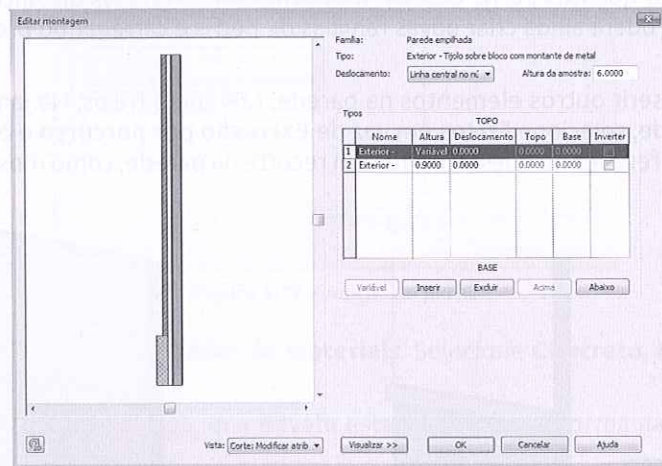 Editar montagem
Família: Parede empilhada
Tipo: Exterior - Tijolo sobre bloco com montante de metal
Deslocamento: Linha central no nú Altura da amostra: 6.0000
Tipos
TOPO
Nome Altura Deslocamento Topo Base Inverter
1 Exterior - Variável 0.0000 0.0000 0.0000
2 Exterior - 0.9000 0.0000 0.0000 0.0000
BASE
Variável Inserir Excluir Acima Abaixo
Vista: Corte: Modificar atrib Visualizar >> OK Cancelar Ajuda